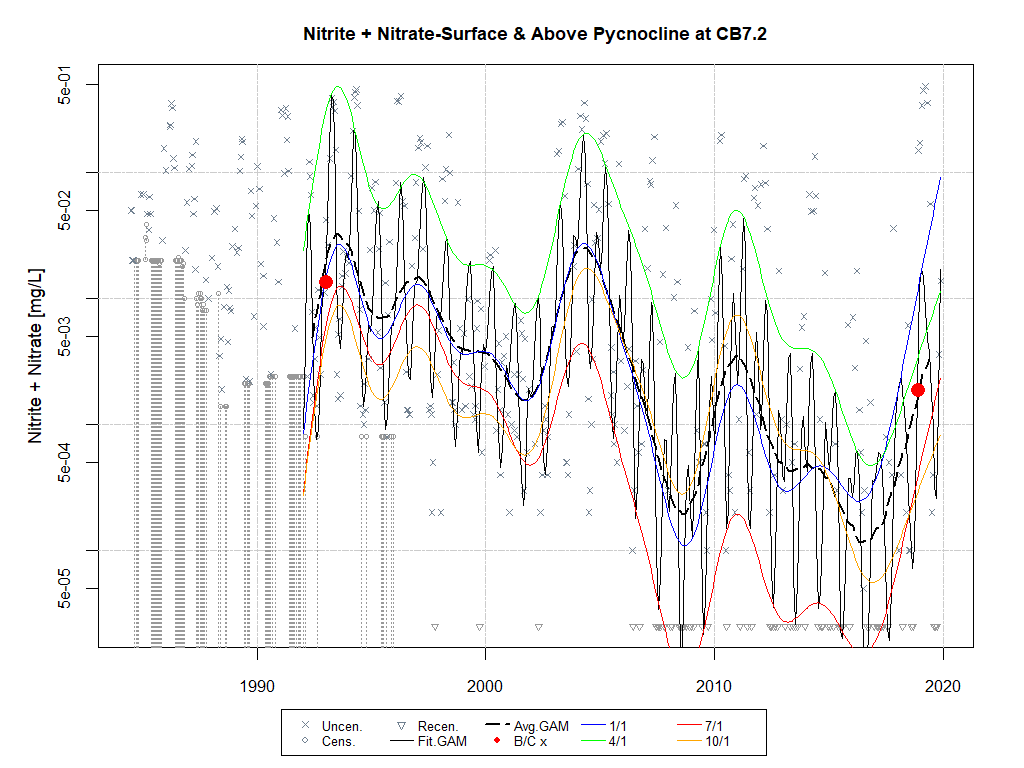 Nitrite + Nitrate-Surface & Above Pycnocline at CB7.2
Nitrite + Nitrate [mg/L]
5e-01
5e-02
5e-03
5e-04
5e-05
1990 2000 2010 2020
Uncen. Recen. Avg.GAM 1/1 7/1
Cens. Fit.GAM B/C x 4/1 10/1